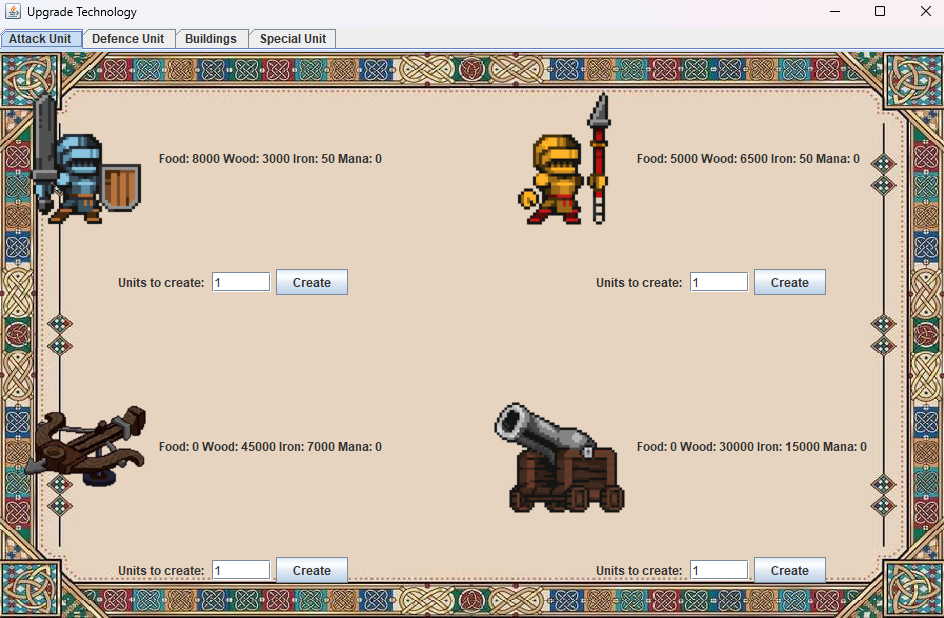 Upgrade Technology
Attack Unit Defence Unit Buildings Special Unit
Food: 8000 Wood: 3000 Iron: 50 Mana: 0
Food: 5000 Wood: 6500 Iron: 50 Mana: 0
Units to create: 1 Create
Units to create: 1 Create
Food: 0 Wood: 45000 Iron: 7000 Mana: 0
Food: 0 Wood: 30000 Iron: 15000 Mana: 0
Units to create: 1 Create
Units to create: 1 Create